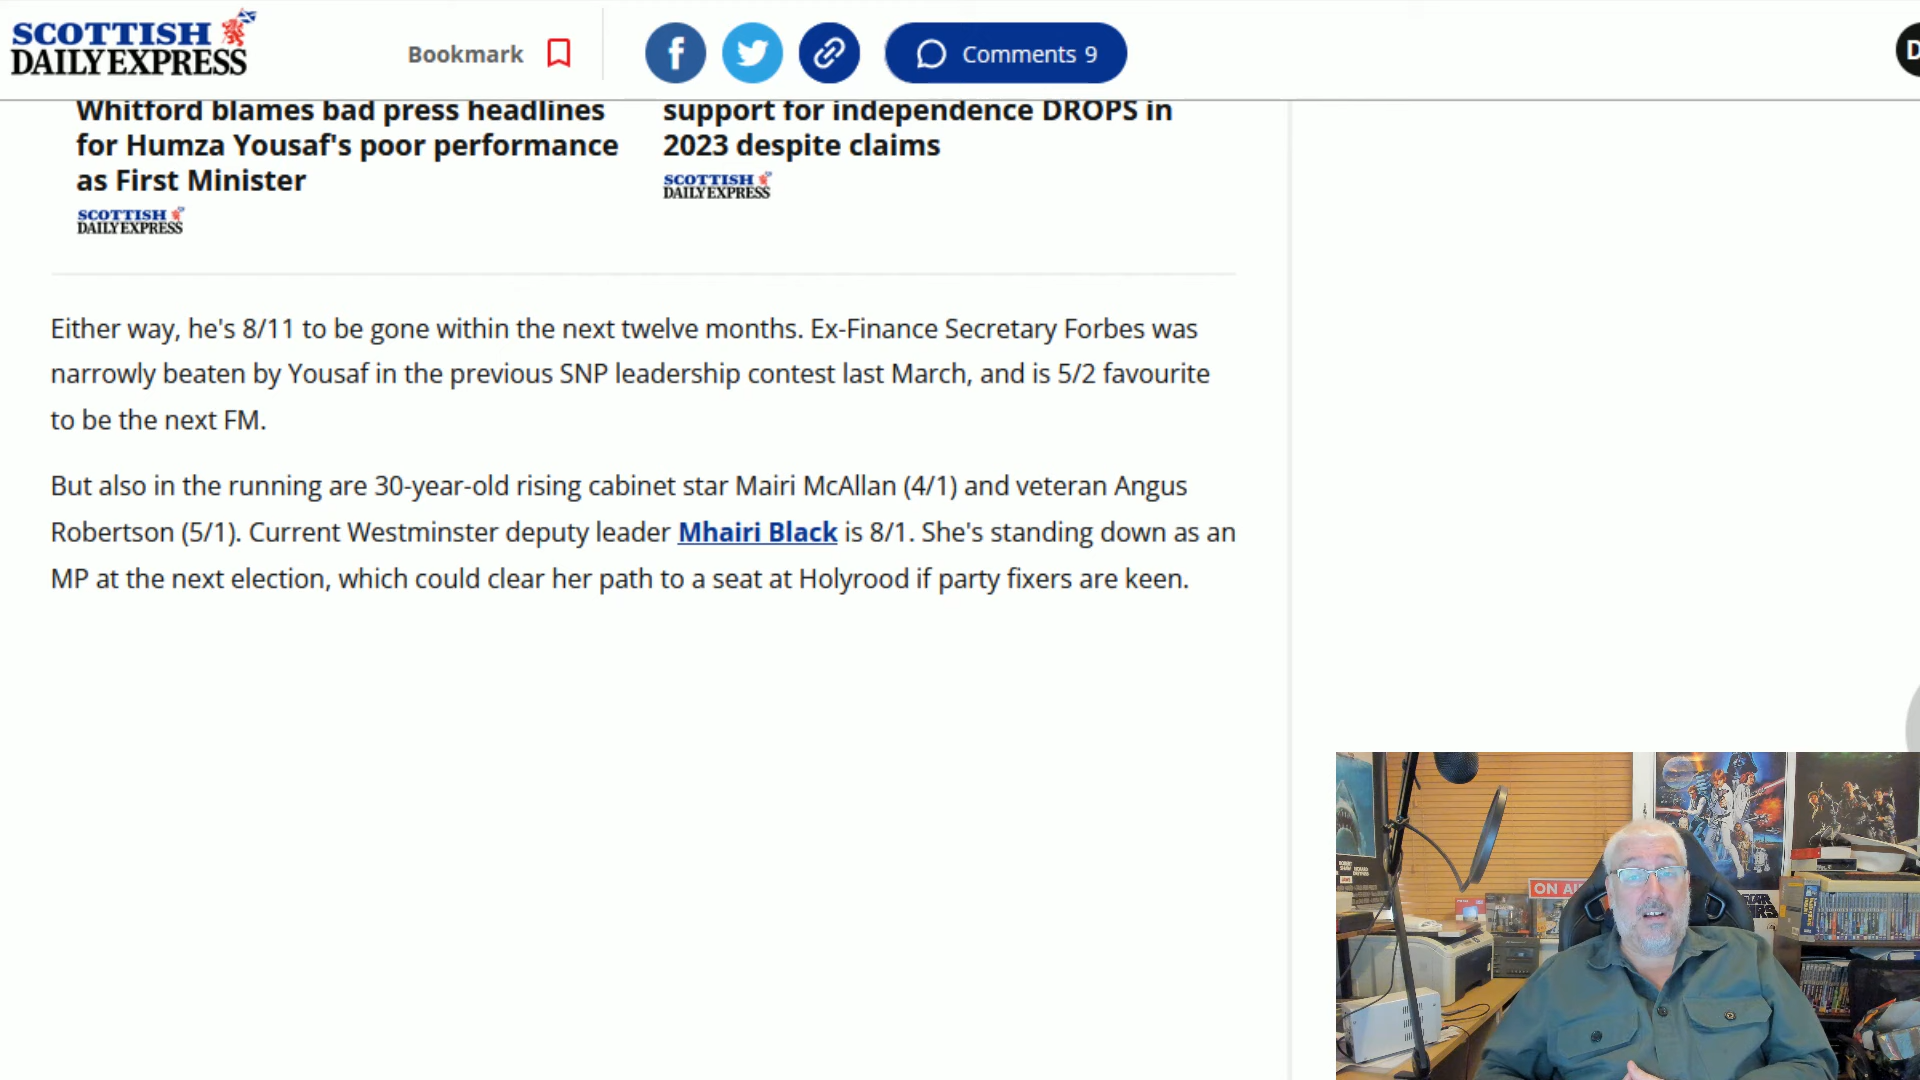 SCOTTISH
DAILY EXPRESS
Bookmark
Comments 9
D
Whitford blames bad press headlines
for Humza Yousaf's poor performance
as First Minister
SCOTTISH
DAILY EXPRESS
support for independence DROPS in
2023 despite claims
SCOTTISH
DAILY EXPRESS
Either way, he's 8/11 to be gone within the next twelve months. Ex-Finance Secretary Forbes was
narrowly beaten by Yousaf in the previous SNP leadership contest last March, and is 5/2 favourite
to be the next FM.
But also in the running are 30-year-old rising cabinet star Mairi McAllan (4/1) and veteran Angus
Robertson (5/1). Current Westminster deputy leader Mhairi Black is 8/1. She's standing down as an
MP at the next election, which could clear her path to a seat at Holyrood if party fixers are keen.
ON AI
STAR